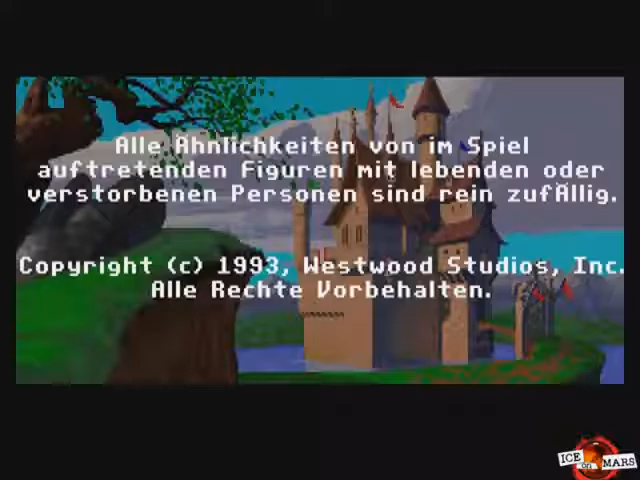 Alle Ähnlichkeiten von im Spiel
auftretenden Figuren mit lebenden oder
verstorbenen Personen sind rein zufÄllig.
Copyright (c) 1993, Westwood Studios, Inc.
Alle Rechte Vorbehalten.
ICE on MARS